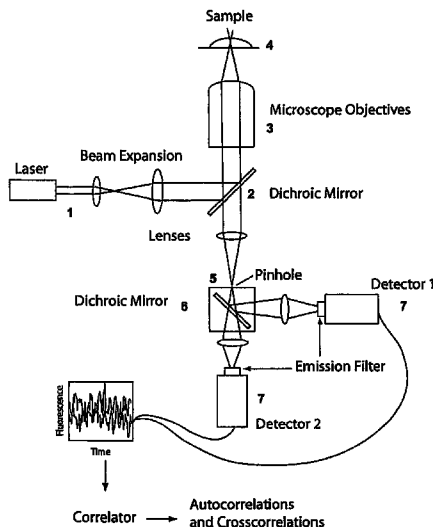 Sample
4
Microscope Objectives
3
Laser
Beam Expansion
1
2
Dichroic Mirror
Lenses
5
Pinhole
Detector 1
Dichroic Mirror
6
7
Emission Filter
7
Detector 2
Fluorescence
Time
Correlator
Autocorrelations
and Crosscorrelations